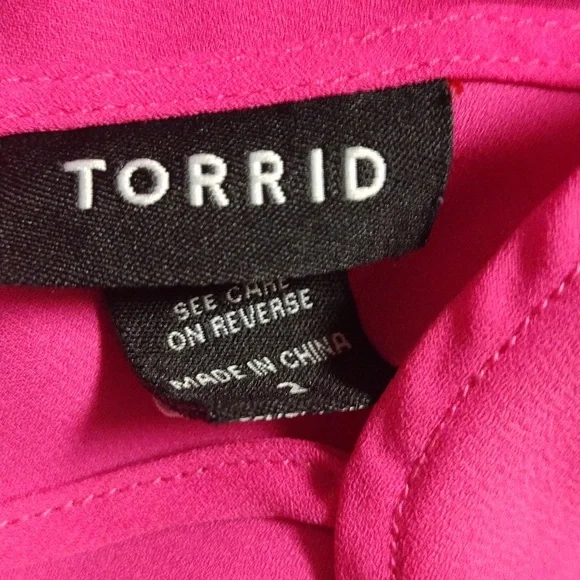 TORRID
SEE CARE
ON REVERSE
MADE IN CHINA
2